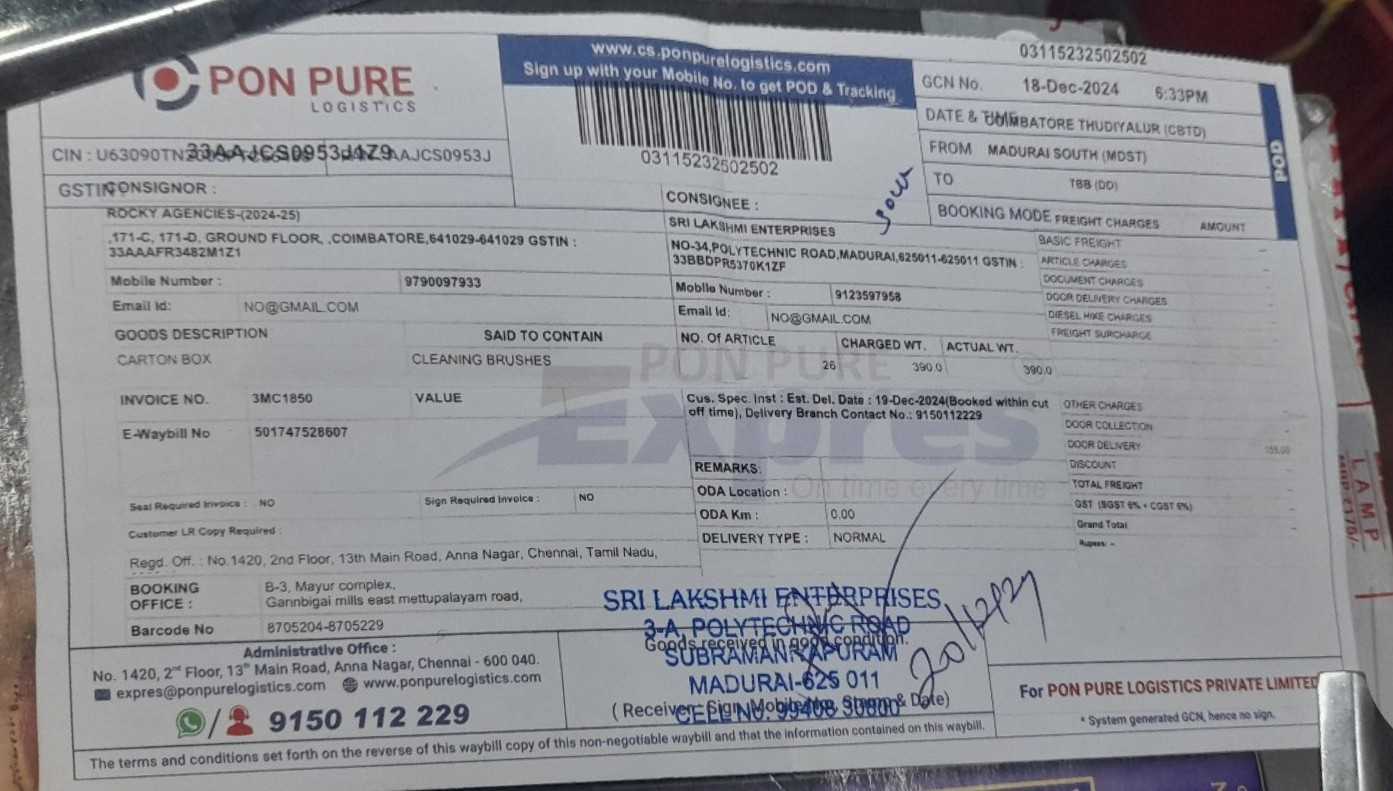 PON PURE
LOGISTICS
www.cs.ponpurelogistics.com
Sign up with your Mobile No. to get POD & Tracking
03115232502502
03115232502502
GCN No. 18-Dec-2024 6:33PM
DATE & TIME COIMBATORE THUDIYALUR (CBTD)
FROM MADURAI SOUTH (MDST)
TO TBB (DD)
BOOKING MODE FREIGHT CHARGES AMOUNT
POD
CIN : U63090TN
33AAJCS0953J1Z9
AAJCS0953J
GSTIN
CONSIGNOR :
ROCKY AGENCIES-(2024-25)
,171-C, 171-D, GROUND FLOOR, ,COIMBATORE,641029-641029 GSTIN :
33AAAFR3482M1Z1
Mobile Number : 9790097933
Email Id: NO@GMAIL.COM
CONSIGNEE :
SRI LAKSHMI ENTERPRISES
NO-34,POLYTECHNIC ROAD,MADURAI,625011-625011 GSTIN :
33BBDPR5370K1ZF
Mobile Number : 9123597958
Email Id: NO@GMAIL.COM
BASIC FREIGHT
ARTICLE CHARGES
DOCUMENT CHARGES
DOOR DELIVERY CHARGES
DIESEL HIKE CHARGES
FREIGHT SURCHARGE
GOODS DESCRIPTION SAID TO CONTAIN NO. Of ARTICLE CHARGED WT. ACTUAL WT.
CARTON BOX CLEANING BRUSHES 26 390.0 390.0
PON PURE
Expres
On time every time
INVOICE NO. 3MC1850 VALUE
E-Waybill No 501747528607
Cus. Spec. Inst : Est. Del. Date : 19-Dec-2024(Booked within cut
off time), Delivery Branch Contact No.: 9150112229
OTHER CHARGES
DOOR COLLECTION
DOOR DELIVERY
DISCOUNT
TOTAL FREIGHT
GST (SGST 6% + CGST 6%)
Grand Total
Rupees: -
REMARKS:
ODA Location :
ODA Km : 0.00
DELIVERY TYPE : NORMAL
Seal Required Invoice : NO Sign Required Invoice : NO
Customer LR Copy Required :
Regd. Off. : No.1420, 2nd Floor, 13th Main Road, Anna Nagar, Chennai, Tamil Nadu,
BOOKING
OFFICE :
B-3, Mayur complex,
Gannbigai mills east mettupalayam road,
Barcode No 8705204-8705229
Administrative Office :
No. 1420, 2nd Floor, 13th Main Road, Anna Nagar, Chennai - 600 040.
expres@ponpurelogistics.com www.ponpurelogistics.com
9150 112 229
SRI LAKSHMI ENTERPRISES
3-A, POLYTECHNIC ROAD
Goods received in good condition.
SUBRAMANIAPURAM
MADURAI-625 011
CELL NO.
(Receiver Sign, Mobile No, Stamp & Date)
For PON PURE LOGISTICS PRIVATE LIMITED
* System generated GCN, hence no sign.
The terms and conditions set forth on the reverse of this waybill copy of this non-negotiable waybill and that the information contained on this waybill.
LAMP